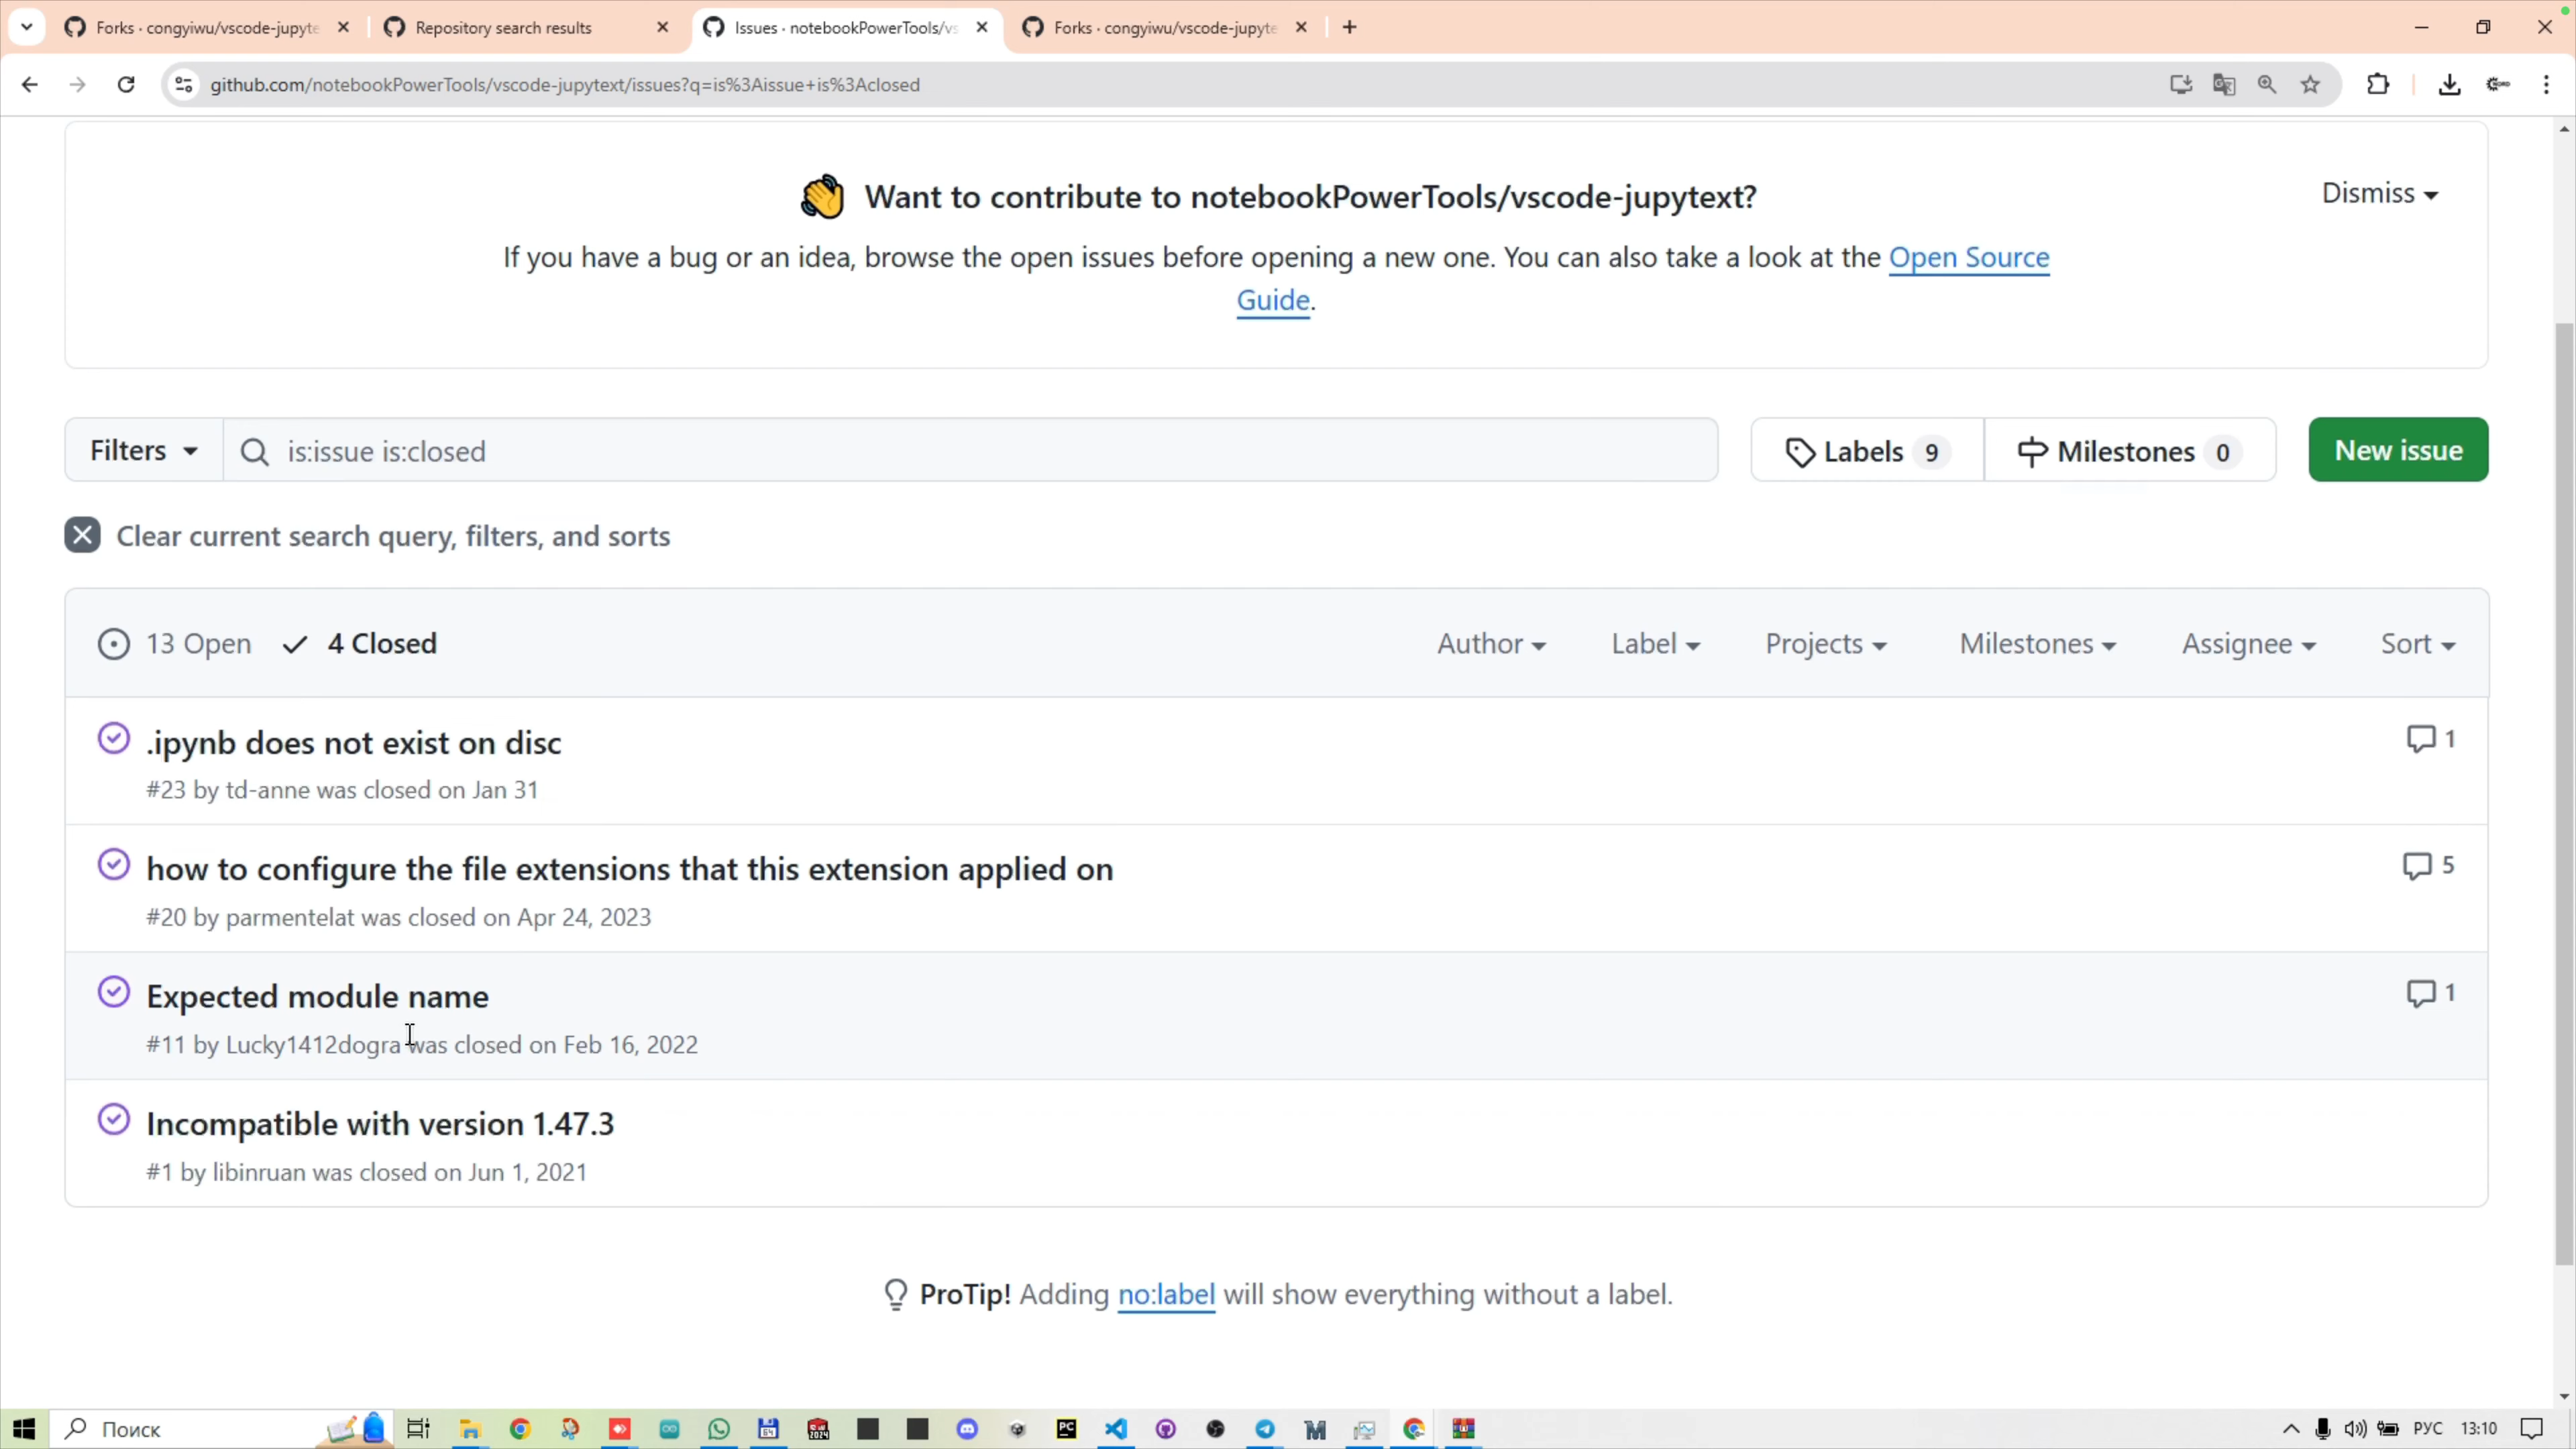 Forks · congyiwu/vscode-jupyte
Repository search results
Issues · notebookPowerTools/vs
Forks · congyiwu/vscode-jupyte
github.com/notebookPowerTools/vscode-jupytext/issues?q=is%3Aissue+is%3Aclosed
👋 Want to contribute to notebookPowerTools/vscode-jupytext?
Dismiss
If you have a bug or an idea, browse the open issues before opening a new one. You can also take a look at the Open Source
Guide.
Filters
is:issue is:closed
Labels 9
Milestones 0
New issue
Clear current search query, filters, and sorts
13 Open
4 Closed
Author
Label
Projects
Milestones
Assignee
Sort
.ipynb does not exist on disc
1
#23 by td-anne was closed on Jan 31
how to configure the file extensions that this extension applied on
5
#20 by parmentelat was closed on Apr 24, 2023
Expected module name
1
#11 by Lucky1412dogra was closed on Feb 16, 2022
Incompatible with version 1.47.3
#1 by libinruan was closed on Jun 1, 2021
ProTip! Adding no:label will show everything without a label.
Поиск
64
2024
PC
РУС
13:10